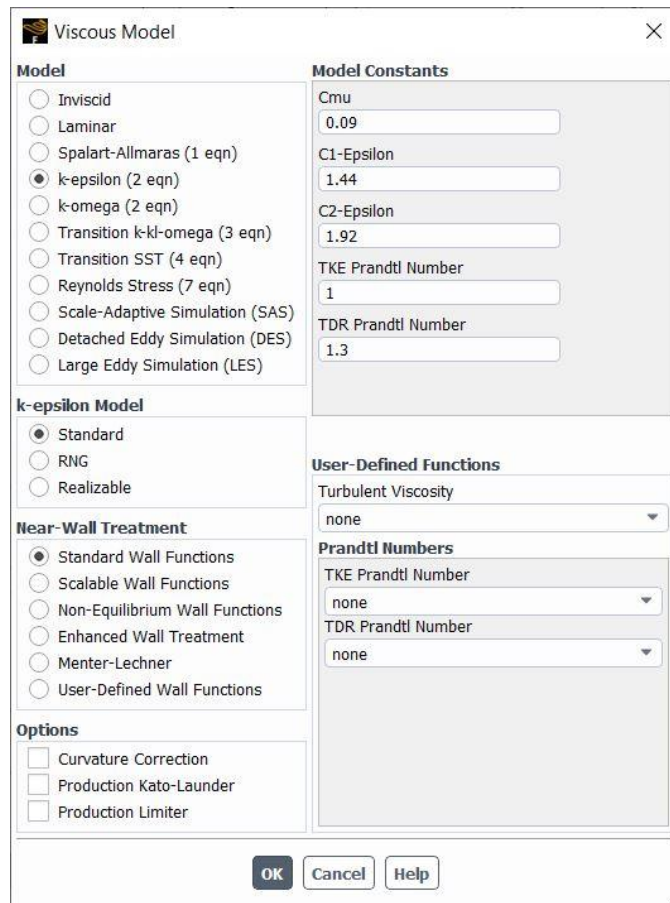 Viscous Model
Model
Inviscid
Laminar
Spalart-Allmaras (1 eqn)
k-epsilon (2 eqn)
k-omega (2 eqn)
Transition k-kl-omega (3 eqn)
Transition SST (4 eqn)
Reynolds Stress (7 eqn)
Scale-Adaptive Simulation (SAS)
Detached Eddy Simulation (DES)
Large Eddy Simulation (LES)
k-epsilon Model
Standard
RNG
Realizable
Near-Wall Treatment
Standard Wall Functions
Scalable Wall Functions
Non-Equilibrium Wall Functions
Enhanced Wall Treatment
Menter-Lechner
User-Defined Wall Functions
Options
Curvature Correction
Production Kato-Launder
Production Limiter
Model Constants
Cmu
0.09
C1-Epsilon
1.44
C2-Epsilon
1.92
TKE Prandtl Number
1
TDR Prandtl Number
1.3
User-Defined Functions
Turbulent Viscosity
none
Prandtl Numbers
TKE Prandtl Number
none
TDR Prandtl Number
none
OK Cancel Help